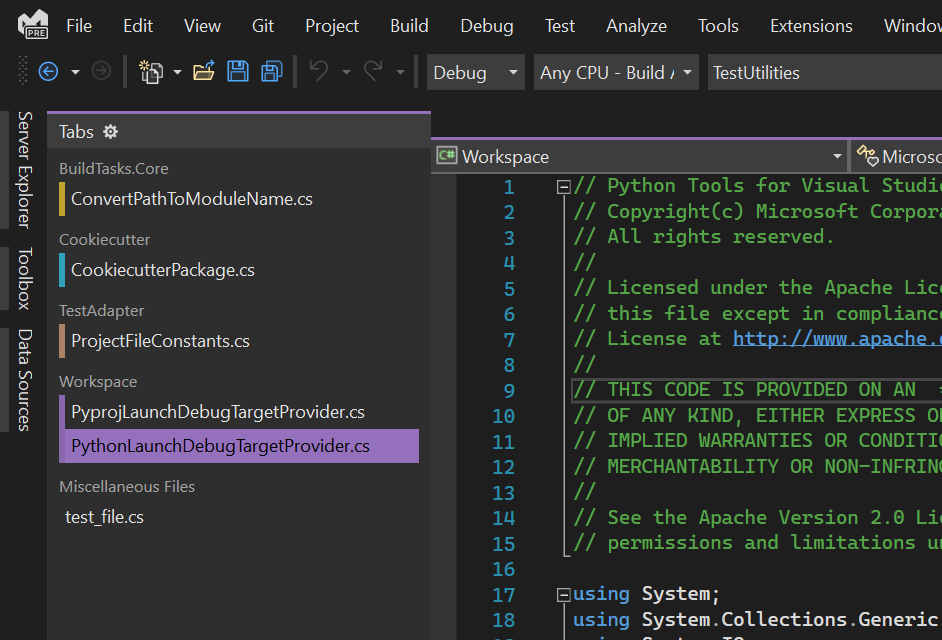 PRE
File Edit View Git Project Build Debug Test Analyze Tools Extensions Window
Debug Any CPU - Build TestUtilities
Server Explorer
Toolbox
Data Sources
Tabs
BuildTasks.Core
ConvertPathToModuleName.cs
Cookiecutter
CookiecutterPackage.cs
TestAdapter
ProjectFileConstants.cs
Workspace
PyprojLaunchDebugTargetProvider.cs
PythonLaunchDebugTargetProvider.cs
Miscellaneous Files
test_file.cs
C# Workspace
1 // Python Tools for Visual Studi
2 // Copyright(c) Microsoft Corpor
3 // All rights reserved.
4 //
5 // Licensed under the Apache Lic
6 // this file except in complianc
7 // License at http://www.apache.
8 //
9 // THIS CODE IS PROVIDED ON AN
10 // OF ANY KIND, EITHER EXPRESS O
11 // IMPLIED WARRANTIES OR CONDITI
12 // MERCHANTABILITY OR NON-INFRIN
13 //
14 // See the Apache Version 2.0 Li
15 // permissions and limitations u
16
17 using System;
18 using System.Collections.Generic